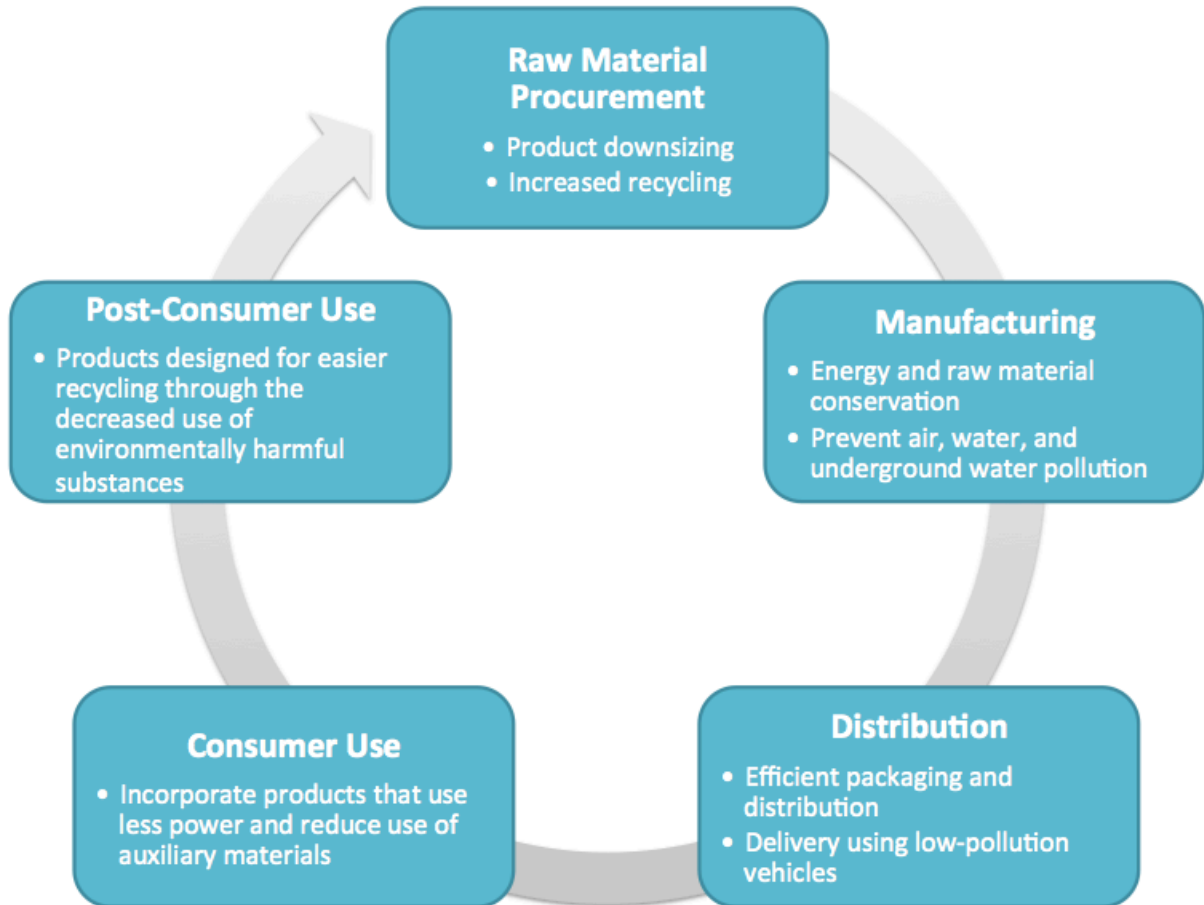 Raw Material
Procurement
• Product downsizing
• Increased recycling
Manufacturing
• Energy and raw material
conservation
• Prevent air, water, and
underground water pollution
Distribution
• Efficient packaging and
distribution
• Delivery using low-pollution
vehicles
Consumer Use
• Incorporate products that use
less power and reduce use of
auxiliary materials
Post-Consumer Use
• Products designed for easier
recycling through the
decreased use of
environmentally harmful
substances